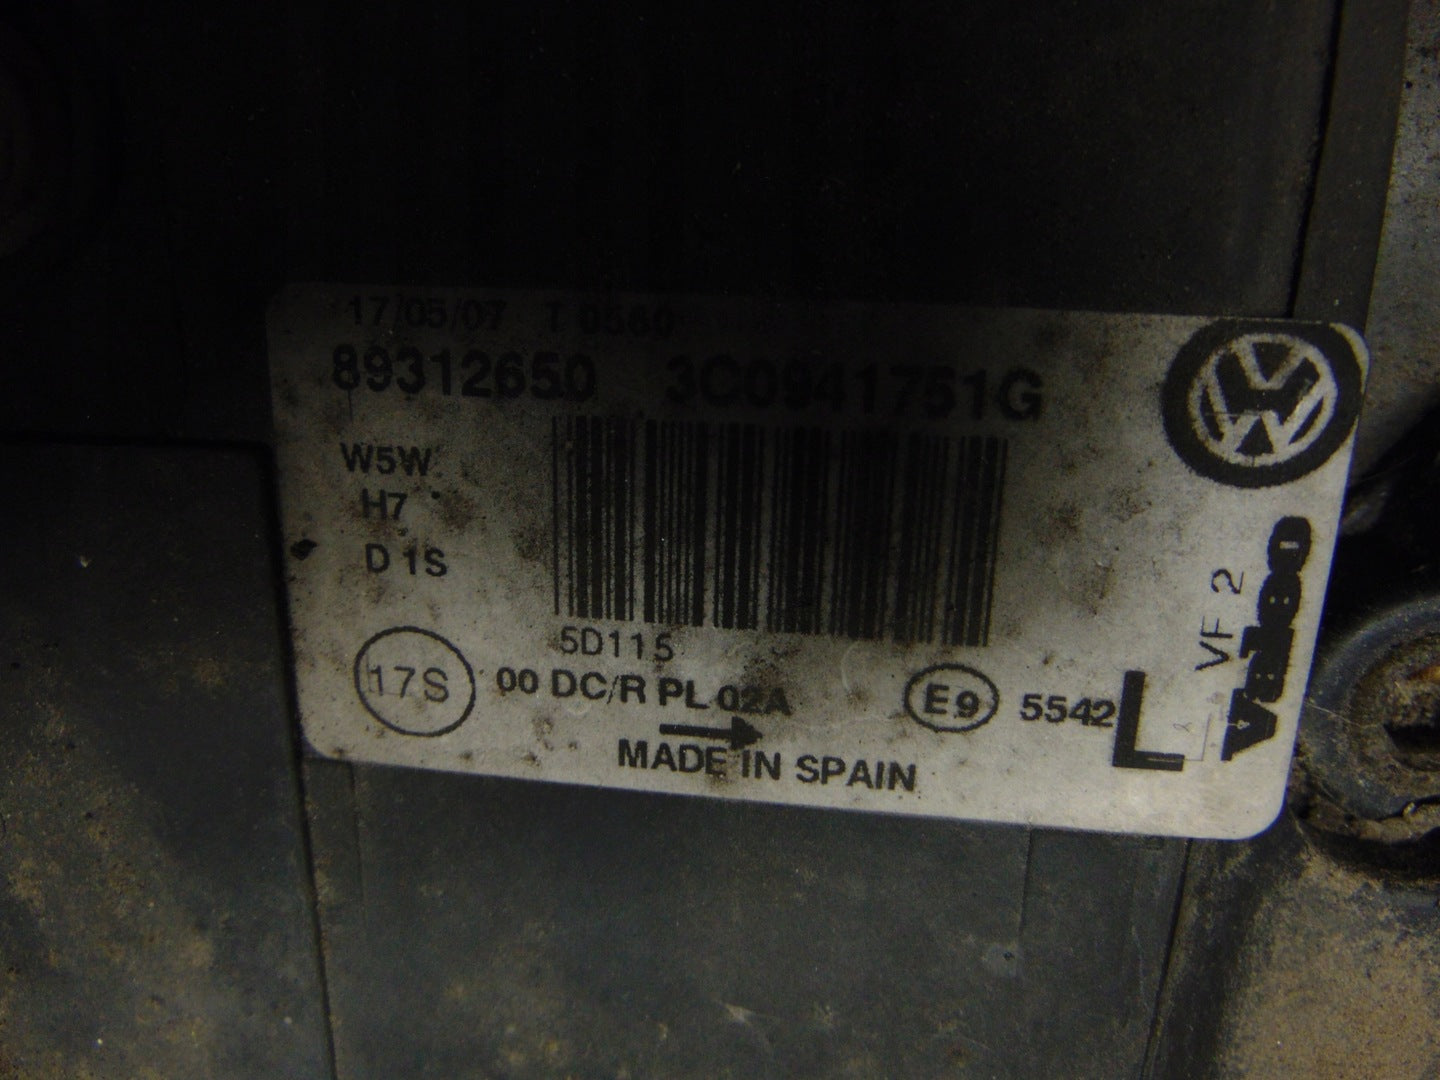 17/05/07 T 0560
89312650 3C0941751G
W5W
H7
D1S
5D115
17S 00 DC/R PL 02A E9 5542 L
MADE IN SPAIN
VF 2
Valeo